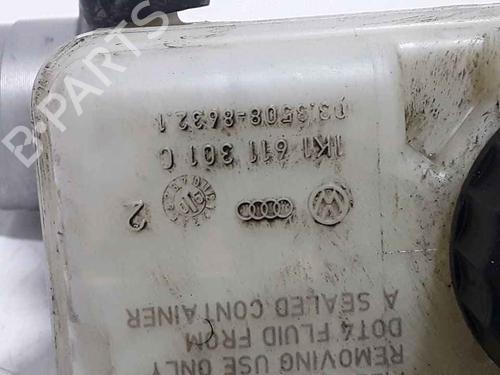 REMOVING USE ONLY
DOT4 FLUID FROM
A SEALED CONTAINER
2
1K1 611 301 C
03.3508-8632.1
B-PARTS